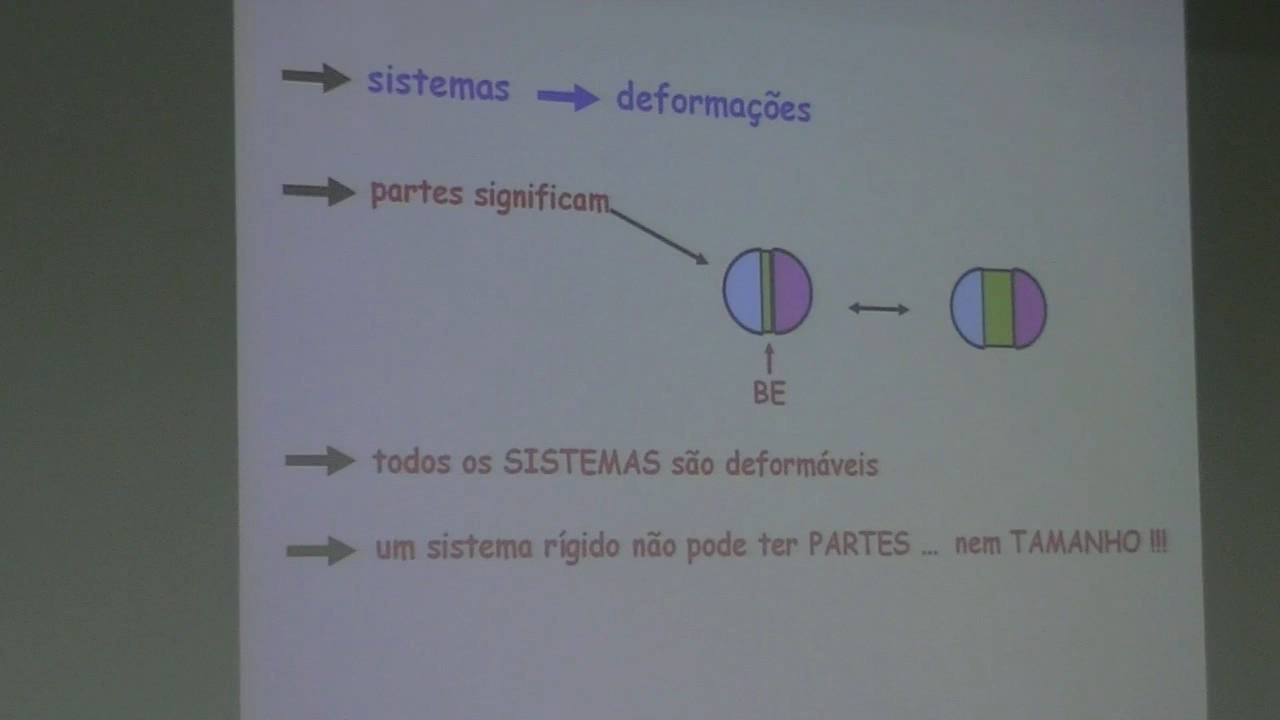 sistemas deformações
partes significam
BE
todos os SISTEMAS são deformáveis
um sistema rígido não pode ter PARTES ... nem TAMANHO !!!